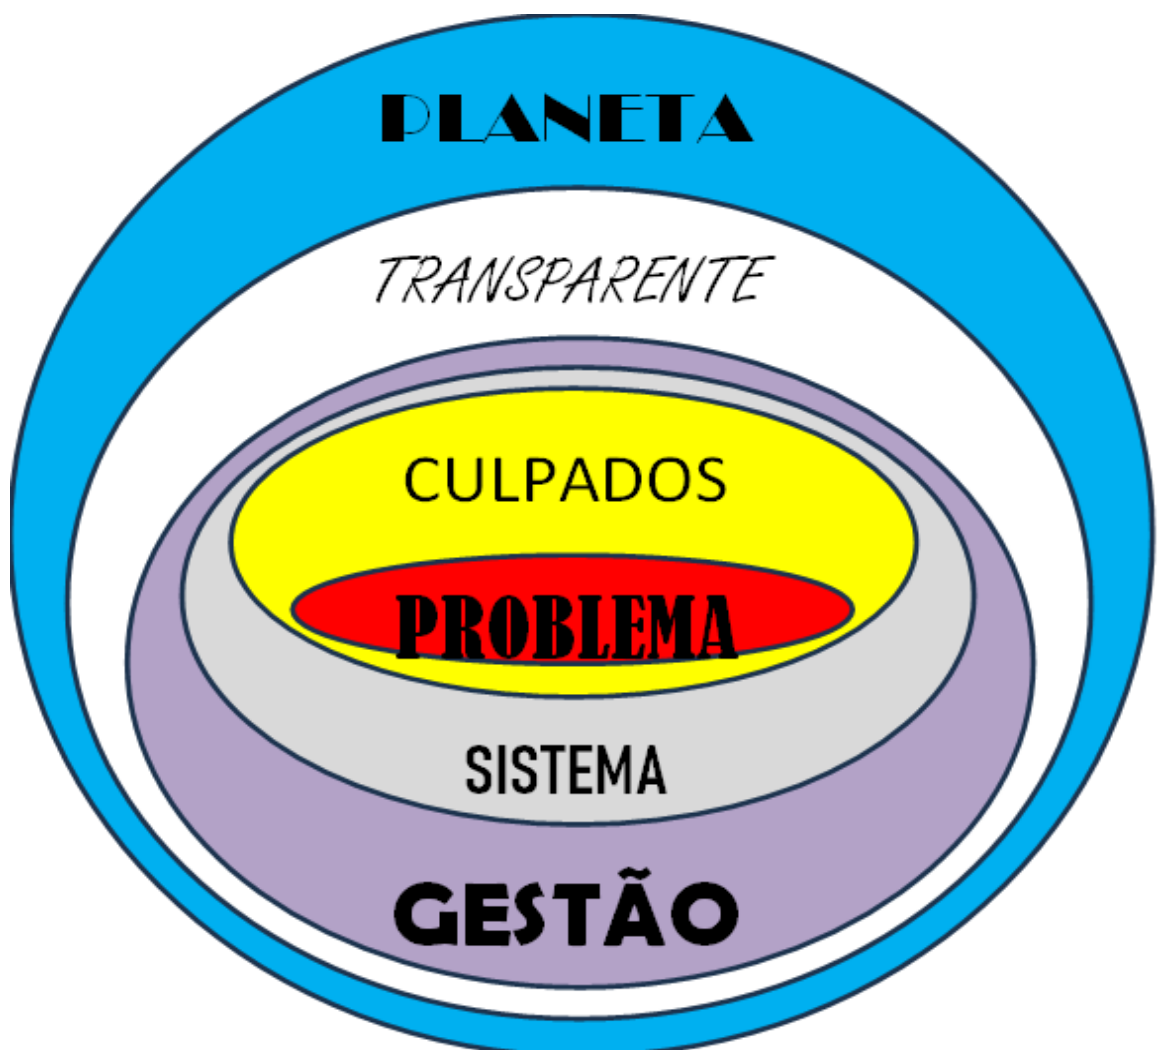 PLANETA
TRANSPARENTE
CULPADOS
PROBLEMA
SISTEMA
GESTÃO